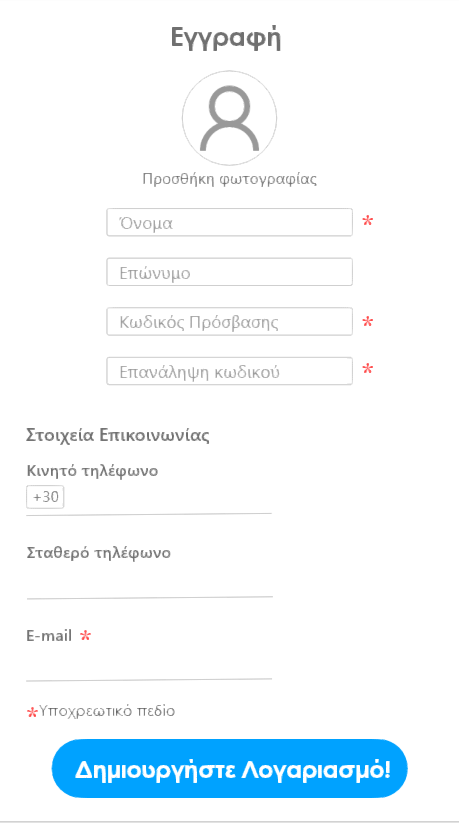 Εγγραφή
Προσθήκη φωτογραφίας
Όνομα *
Επώνυμο
Κωδικός Πρόσβασης *
Επανάληψη κωδικού *
Στοιχεία Επικοινωνίας
Κινητό τηλέφωνο
+30
Σταθερό τηλέφωνο
E-mail *
*Υποχρεωτικό πεδίο
Δημιουργήστε Λογαριασμό!